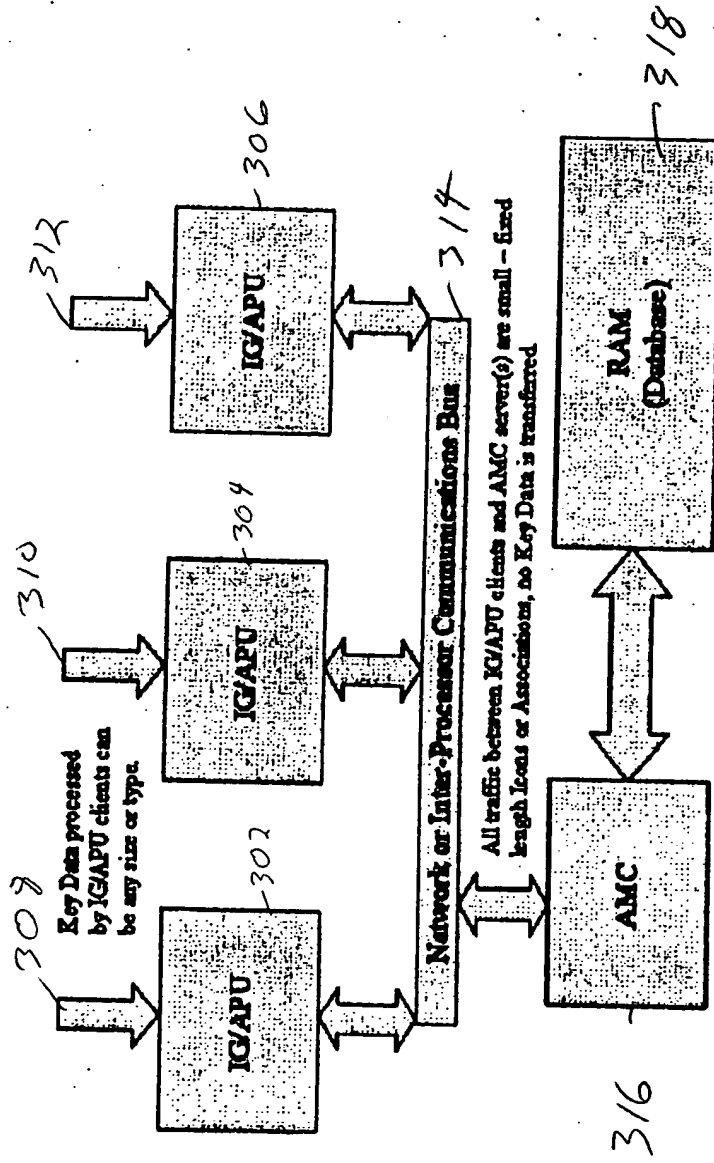 308
310
312
Key Data processed
by IG/APU clients can
be any size or type.
IG/APU
302
IG/APU
304
IG/APU
306
Network or Inter-Processor Communications Bus
314
All traffic between IG/APU clients and AMC server(s) are small – fixed
length Icons or Associations, no Key Data is transferred
AMC
316
RAM
(Database)
318